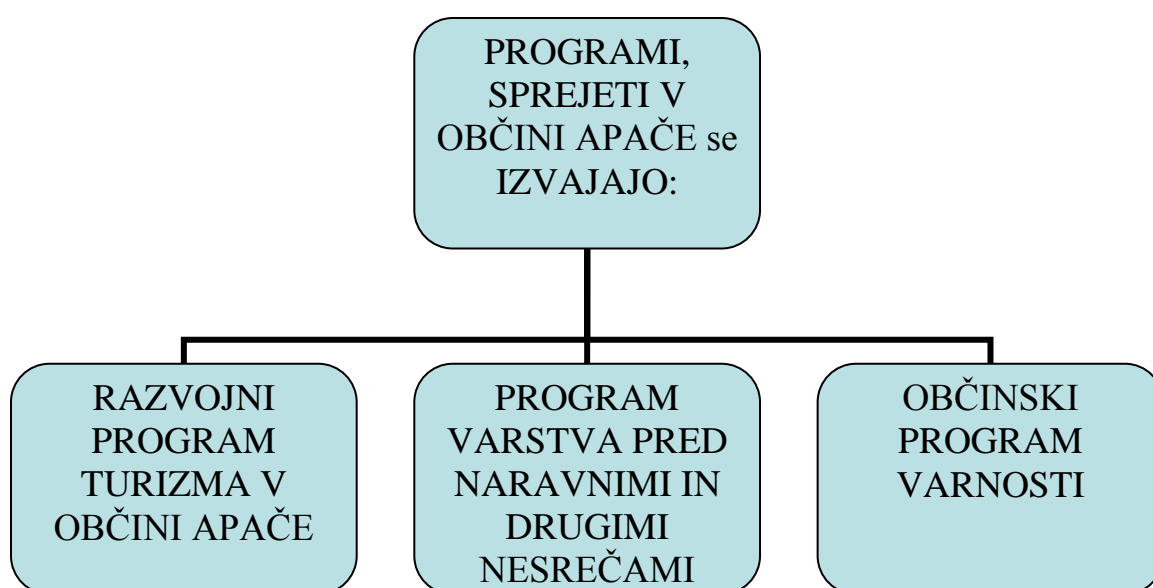 PROGRAMI,
SPREJETI V
OBČINI APAČE se
IZVAJAJO:
RAZVOJNI
PROGRAM
TURIZMA V
OBČINI APAČE
PROGRAM
VARSTVA PRED
NARAVNIMI IN
DRUGIMI
NESREČAMI
OBČINSKI
PROGRAM
VARNOSTI